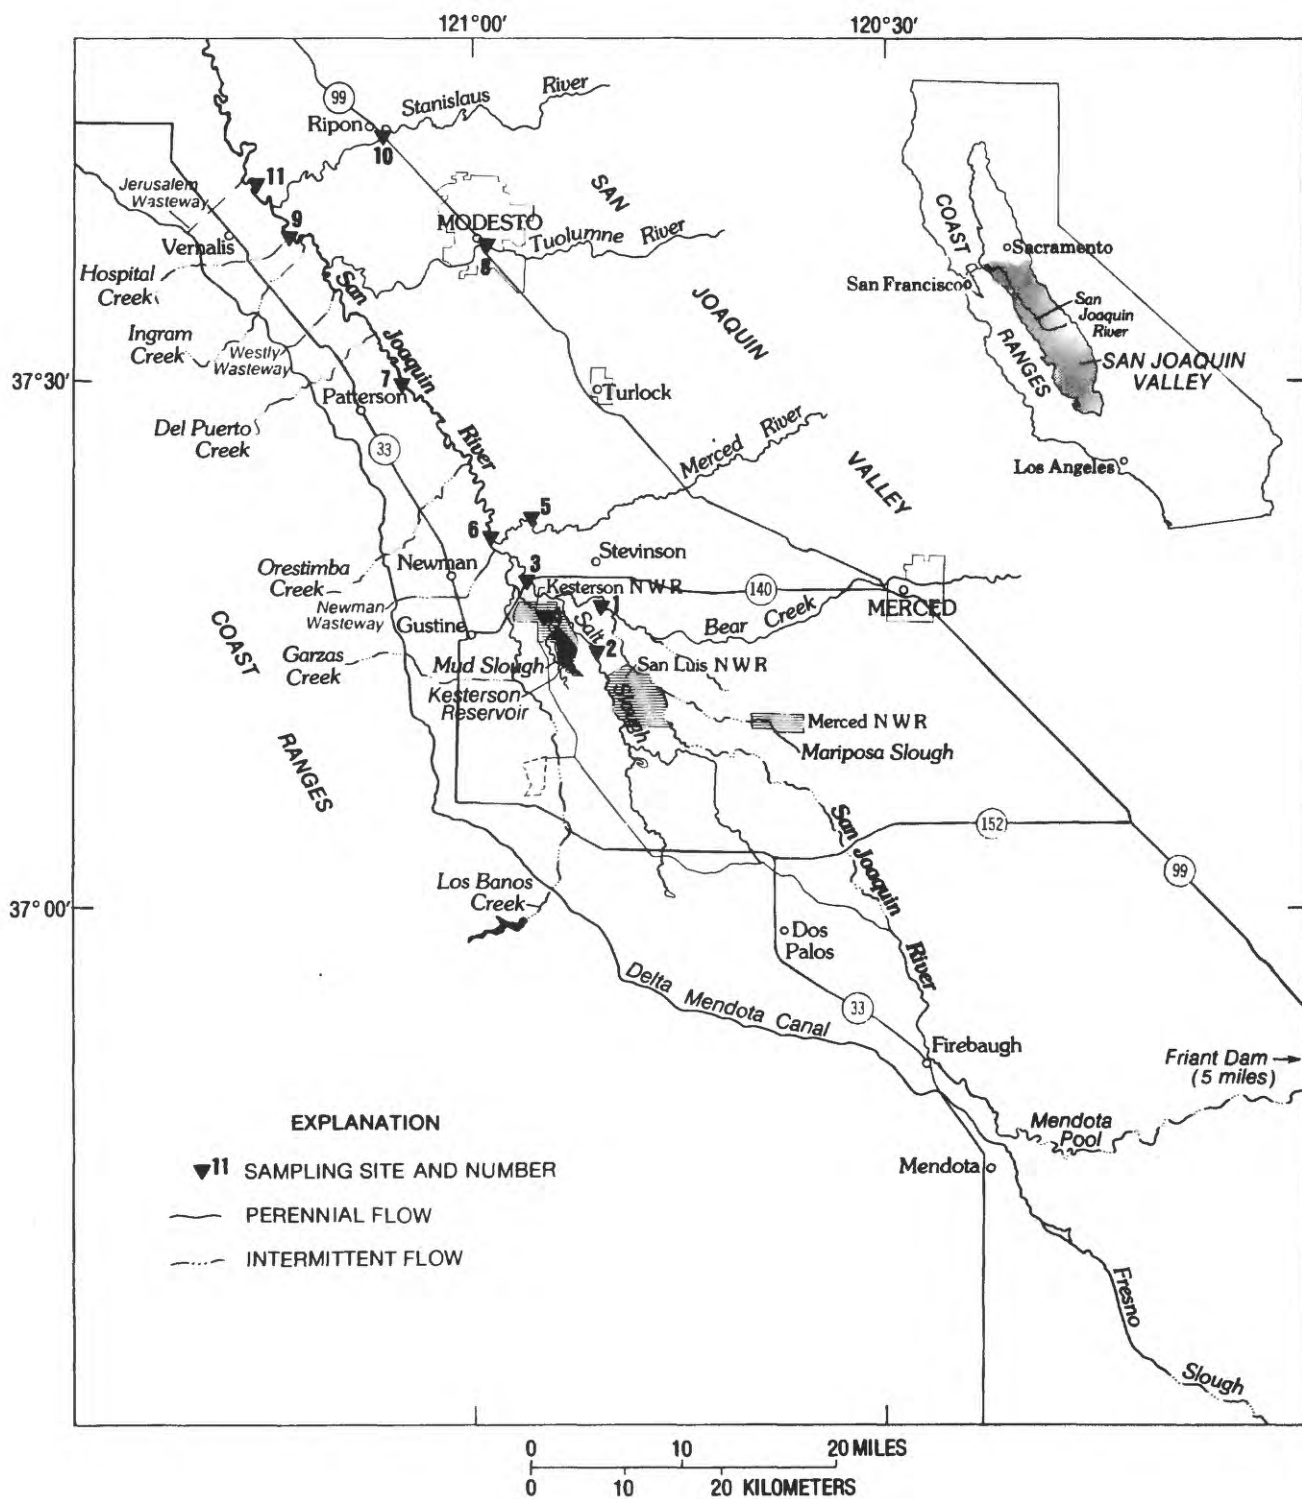 121°00′
120°30′
99
Stanislaus River
Ripon
10
11
SAN
Jerusalem
Wasteway
9
MODESTO
Vernalis
Tuolumne River
8
COAST
Sacramento
San Francisco
San
Joaquin
River
RANGES
SAN JOAQUIN
VALLEY
Los Angeles
Hospital
Creek
San Joaquin River
JOAQUIN
Ingram
Creek
Westly
Wasteway
37°30′
7
Patterson
Turlock
Del Puerto
Creek
33
Merced River
VALLEY
5
6
Stevinson
Newman
3
Orestimba
Creek
Kesterson NWR
140
MERCED
Newman
Wasteway
1
Bear Creek
Gustine
Salt Slough
2
COAST
Garzas
Creek
Mud Slough
San Luis NWR
Kesterson
Reservoir
Merced NWR
Mariposa Slough
RANGES
San Joaquin River
152
99
Los Banos
Creek
37°00′
Dos
Palos
Delta Mendota Canal
33
Firebaugh
Friant Dam
(5 miles)
Mendota
Pool
Mendota
EXPLANATION
11 SAMPLING SITE AND NUMBER
PERENNIAL FLOW
INTERMITTENT FLOW
Fresno
Slough
0 10 20 MILES
0 10 20 KILOMETERS